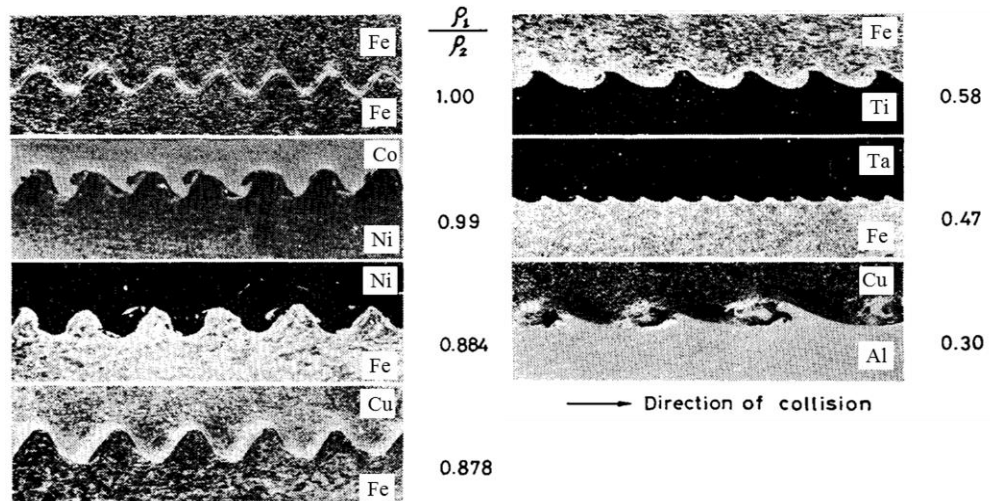 ρ₁
ρ₂
Fe
Fe
1.00
Co
Ni
0.99
Ni
Fe
0.884
Cu
Fe
0.878
Fe
Ti
0.58
Ta
Fe
0.47
Cu
Al
0.30
Direction of collision